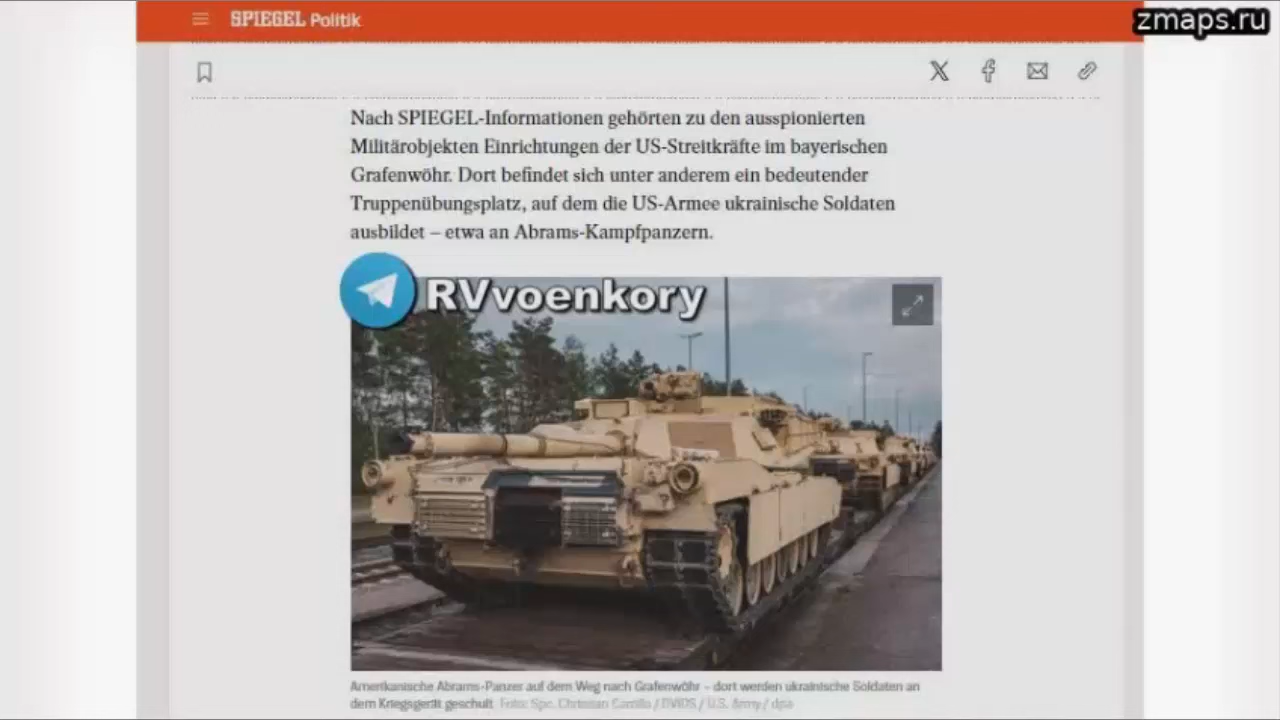 SPIEGEL Politik
zmaps.ru
Nach SPIEGEL-Informationen gehörten zu den ausspionierten
Militärobjekten Einrichtungen der US-Streitkräfte im bayerischen
Grafenwöhr. Dort befindet sich unter anderem ein bedeutender
Truppenübungsplatz, auf dem die US-Armee ukrainische Soldaten
ausbildet – etwa an Abrams-Kampfpanzern.
RVvoenkory
Amerikanische Abrams-Panzer auf dem Weg nach Grafenwöhr – dort werden ukrainische Soldaten an
dem Kriegsgerät geschult Foto: Spc. Christian Carrillo / DVIDS / U.S. Army / dpa